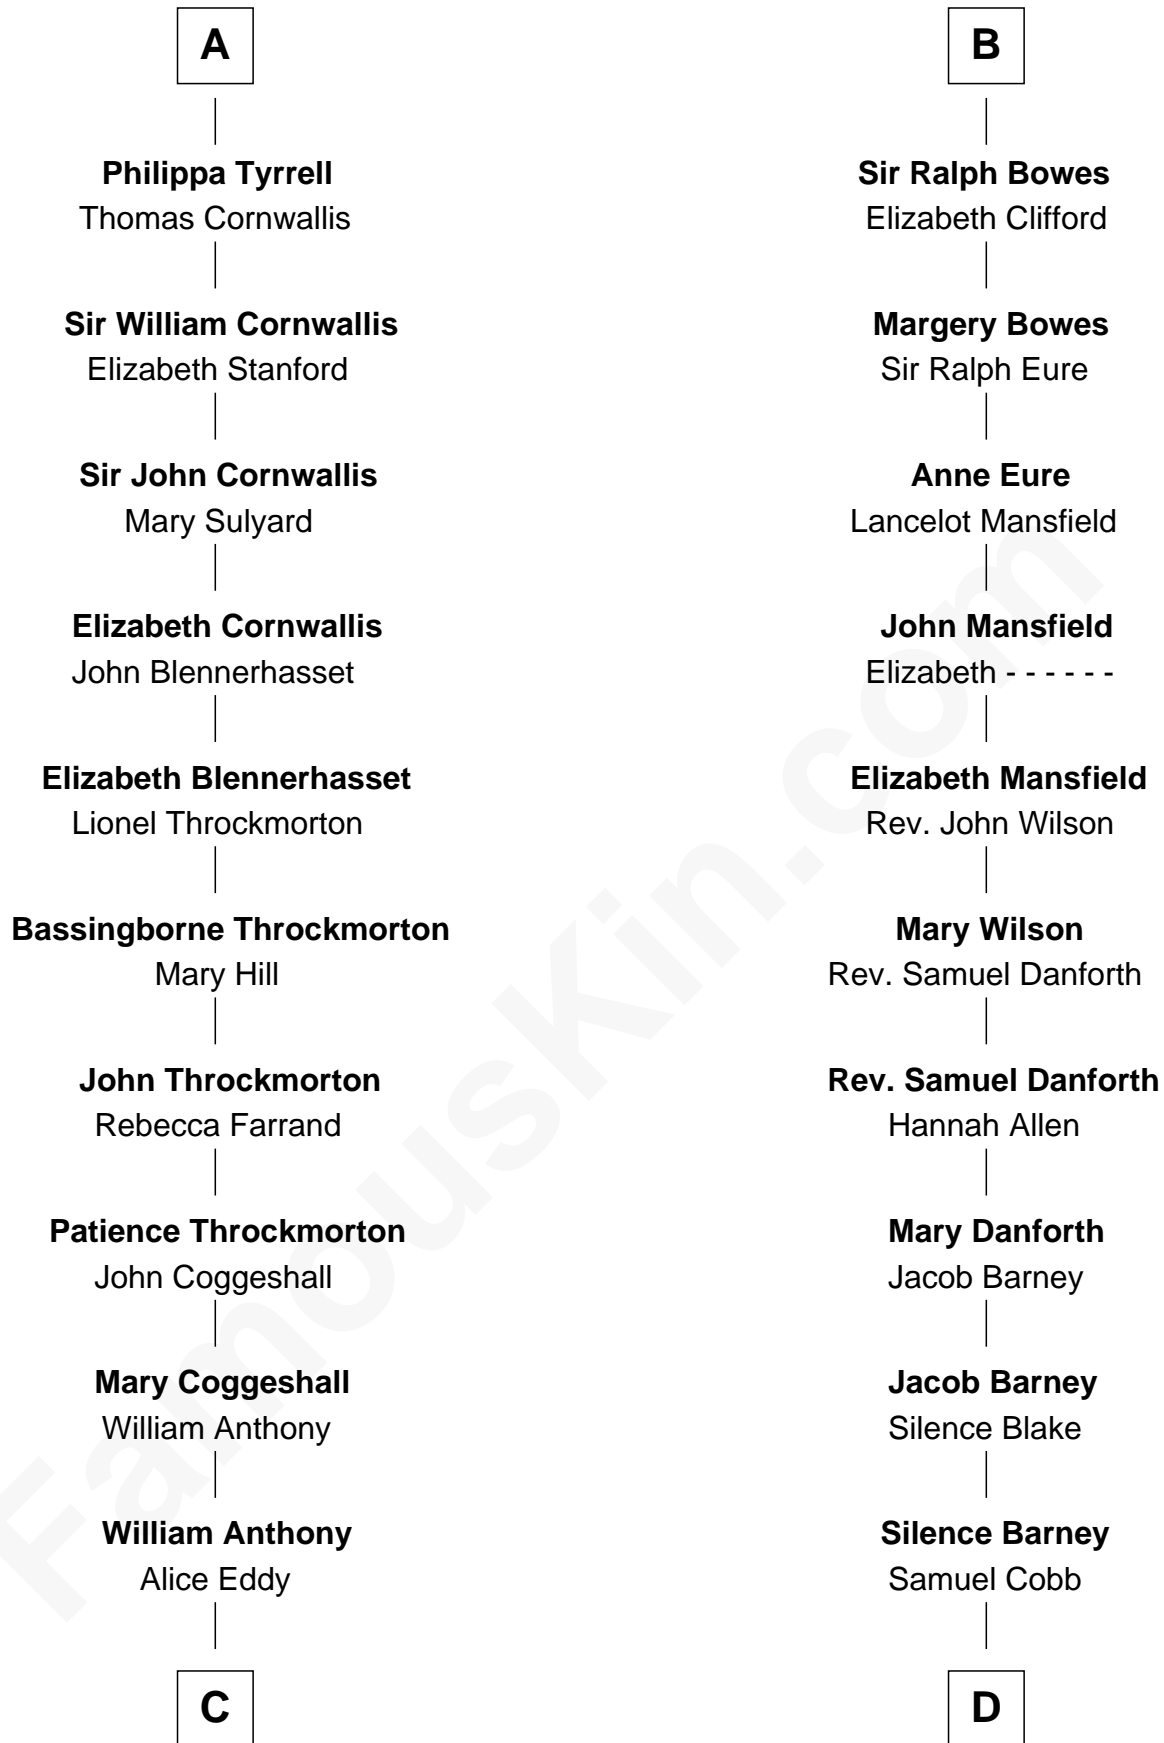 A
Philippa Tyrrell
Thomas Cornwallis
Sir William Cornwallis
Elizabeth Stanford
Sir John Cornwallis
Mary Sulyard
Elizabeth Cornwallis
John Blennerhasset
Elizabeth Blennerhasset
Lionel Throckmorton
Bassingborne Throckmorton
Mary Hill
John Throckmorton
Rebecca Farrand
Patience Throckmorton
John Coggeshall
Mary Coggeshall
William Anthony
William Anthony
Alice Eddy
C
B
Sir Ralph Bowes
Elizabeth Clifford
Margery Bowes
Sir Ralph Eure
Anne Eure
Lancelot Mansfield
John Mansfield
Elizabeth - - - - - -
Elizabeth Mansfield
Rev. John Wilson
Mary Wilson
Rev. Samuel Danforth
Rev. Samuel Danforth
Hannah Allen
Mary Danforth
Jacob Barney
Jacob Barney
Silence Blake
Silence Barney
Samuel Cobb
D
FamousKin.com